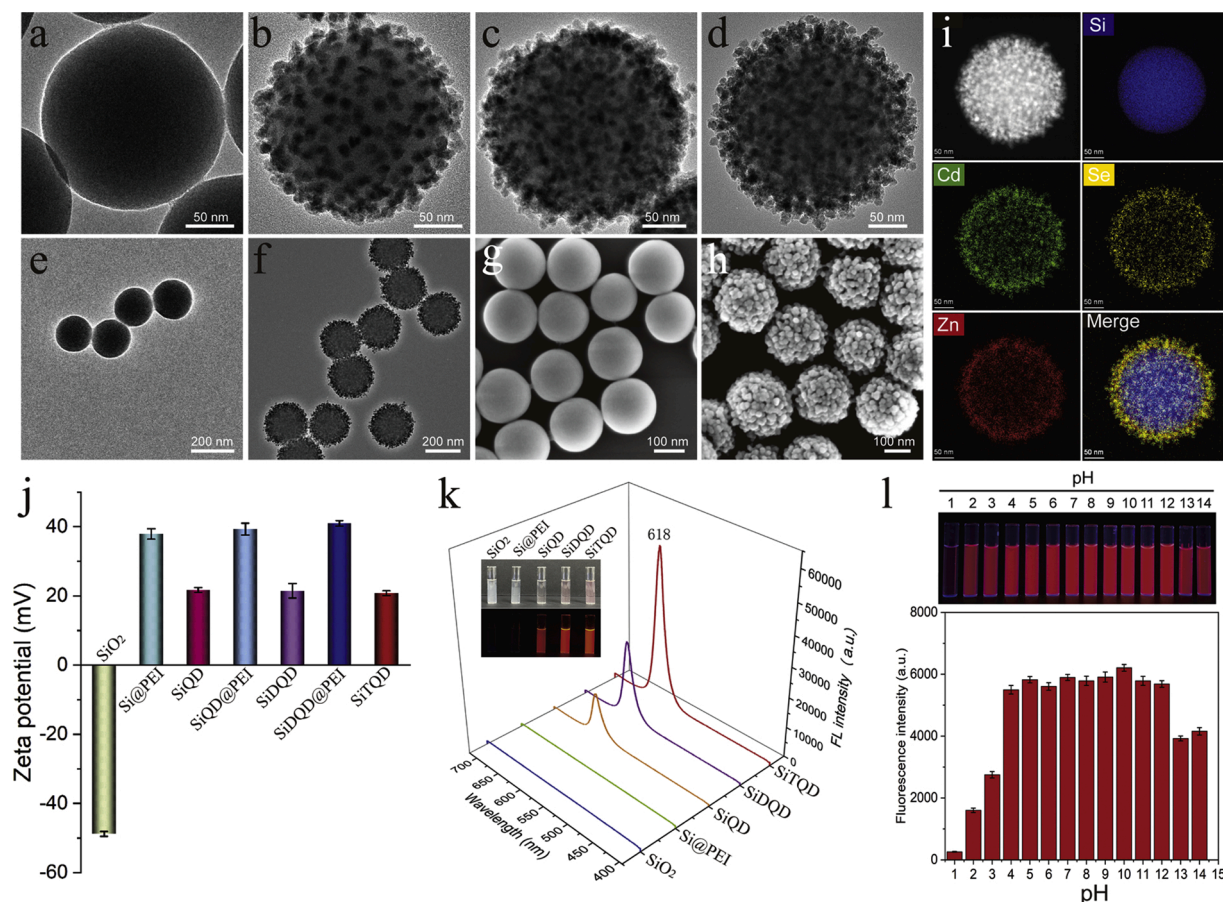 a
50 nm
b
50 nm
c
50 nm
d
50 nm
e
200 nm
f
200 nm
g
100 nm
h
100 nm
i
50 nm
Si
50 nm
Cd
50 nm
Se
50 nm
Zn
50 nm
Merge
50 nm
j
Zeta potential (mV)
40
20
0
-20
-40
-60
SiO2
Si@PEI
SiQD
SiQD@PEI
SiDQD
SiDQD@PEI
SiTQD
k
SiO2
Si@PEI
SiQD
SiDQD
SiTQD
618
60000
50000
40000
30000
20000
10000
0
FL intensity (a.u.)
700
650
600
550
500
450
400
Wavelength (nm)
SiTQD
SiDQD
SiQD
Si@PEI
SiO2
l
pH
1 2 3 4 5 6 7 8 9 10 11 12 13 14
8000
6000
4000
2000
0
Fluorescence intensity (a.u.)
1 2 3 4 5 6 7 8 9 10 11 12 13 14 15
pH